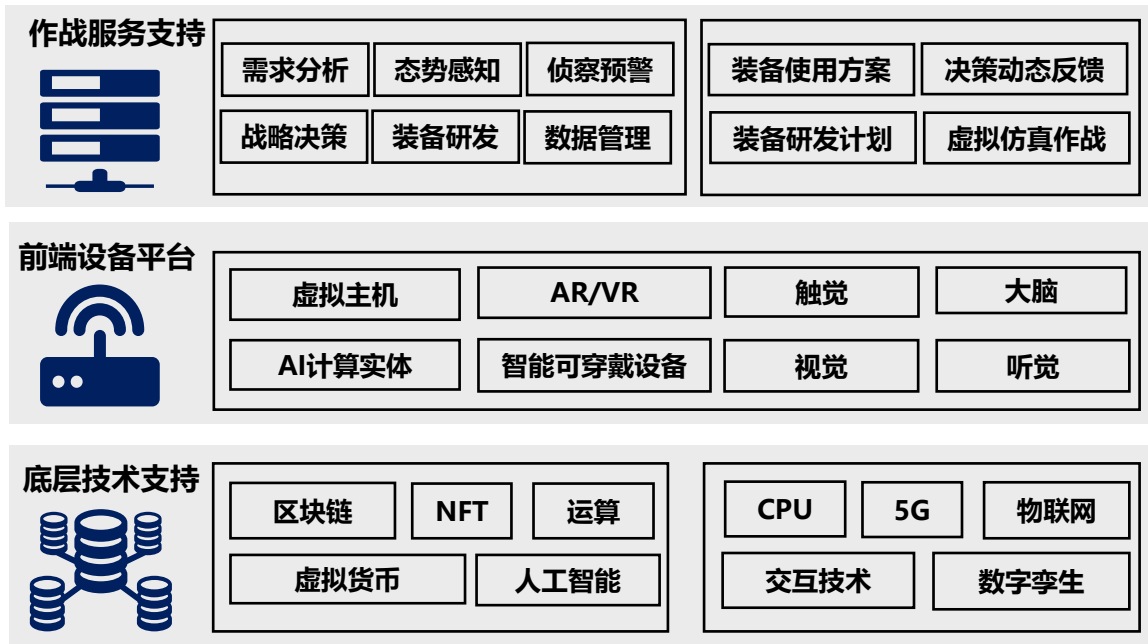 作战服务支持
需求分析 态势感知 侦察预警
战略决策 装备研发 数据管理
装备使用方案 决策动态反馈
装备研发计划 虚拟仿真作战
前端设备平台
虚拟主机 AR/VR 触觉 大脑
AI计算实体 智能可穿戴设备 视觉 听觉
底层技术支持
区块链 NFT 运算
虚拟货币 人工智能
CPU 5G 物联网
交互技术 数字孪生